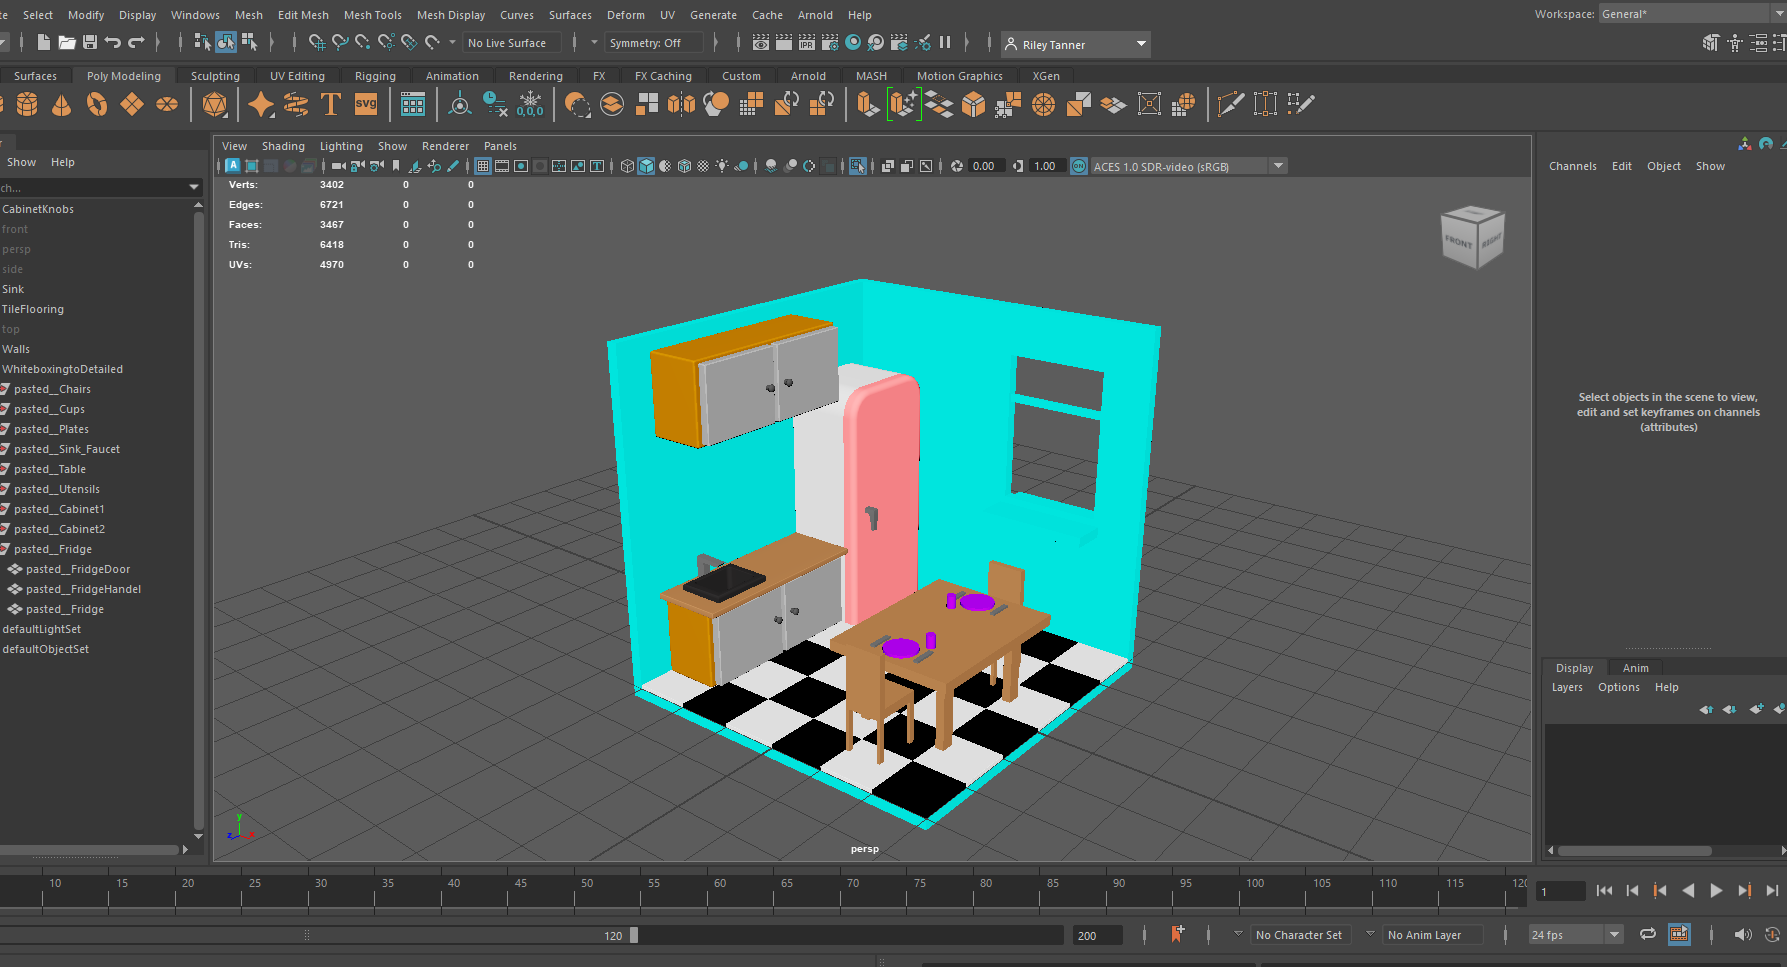 Select Modify Display Windows Mesh Edit Mesh Mesh Tools Mesh Display Curves Surfaces Deform UV Generate Cache Arnold Help
Workspace: General*
No Live Surface
Symmetry: Off
Riley Tanner
Surfaces Poly Modeling Sculpting UV Editing Rigging Animation Rendering FX FX Caching Custom Arnold MASH Motion Graphics XGen
T svg 0,0,0
Show Help
View Shading Lighting Show Renderer Panels
Channels Edit Object Show
0.00 1.00 ON ACES 1.0 SDR-video (sRGB)
ch...
CabinetKnobs
front
persp
side
Sink
TileFlooring
top
Walls
WhiteboxingtoDetailed
pasted__Chairs
pasted__Cups
pasted__Plates
pasted__Sink_Faucet
pasted__Table
pasted__Utensils
pasted__Cabinet1
pasted__Cabinet2
pasted__Fridge
pasted__FridgeDoor
pasted__FridgeHandel
pasted__Fridge
defaultLightSet
defaultObjectSet
Verts: 3402 0 0
Edges: 6721 0 0
Faces: 3467 0 0
Tris: 6418 0 0
UVs: 4970 0 0
FRONT RIGHT
y
z x
persp
Select objects in the scene to view,
edit and set keyframes on channels
(attributes)
Display Anim
Layers Options Help
10 15 20 25 30 35 40 45 50 55 60 65 70 75 80 85 90 95 100 105 110 115 120
1
120 200 No Character Set No Anim Layer 24 fps